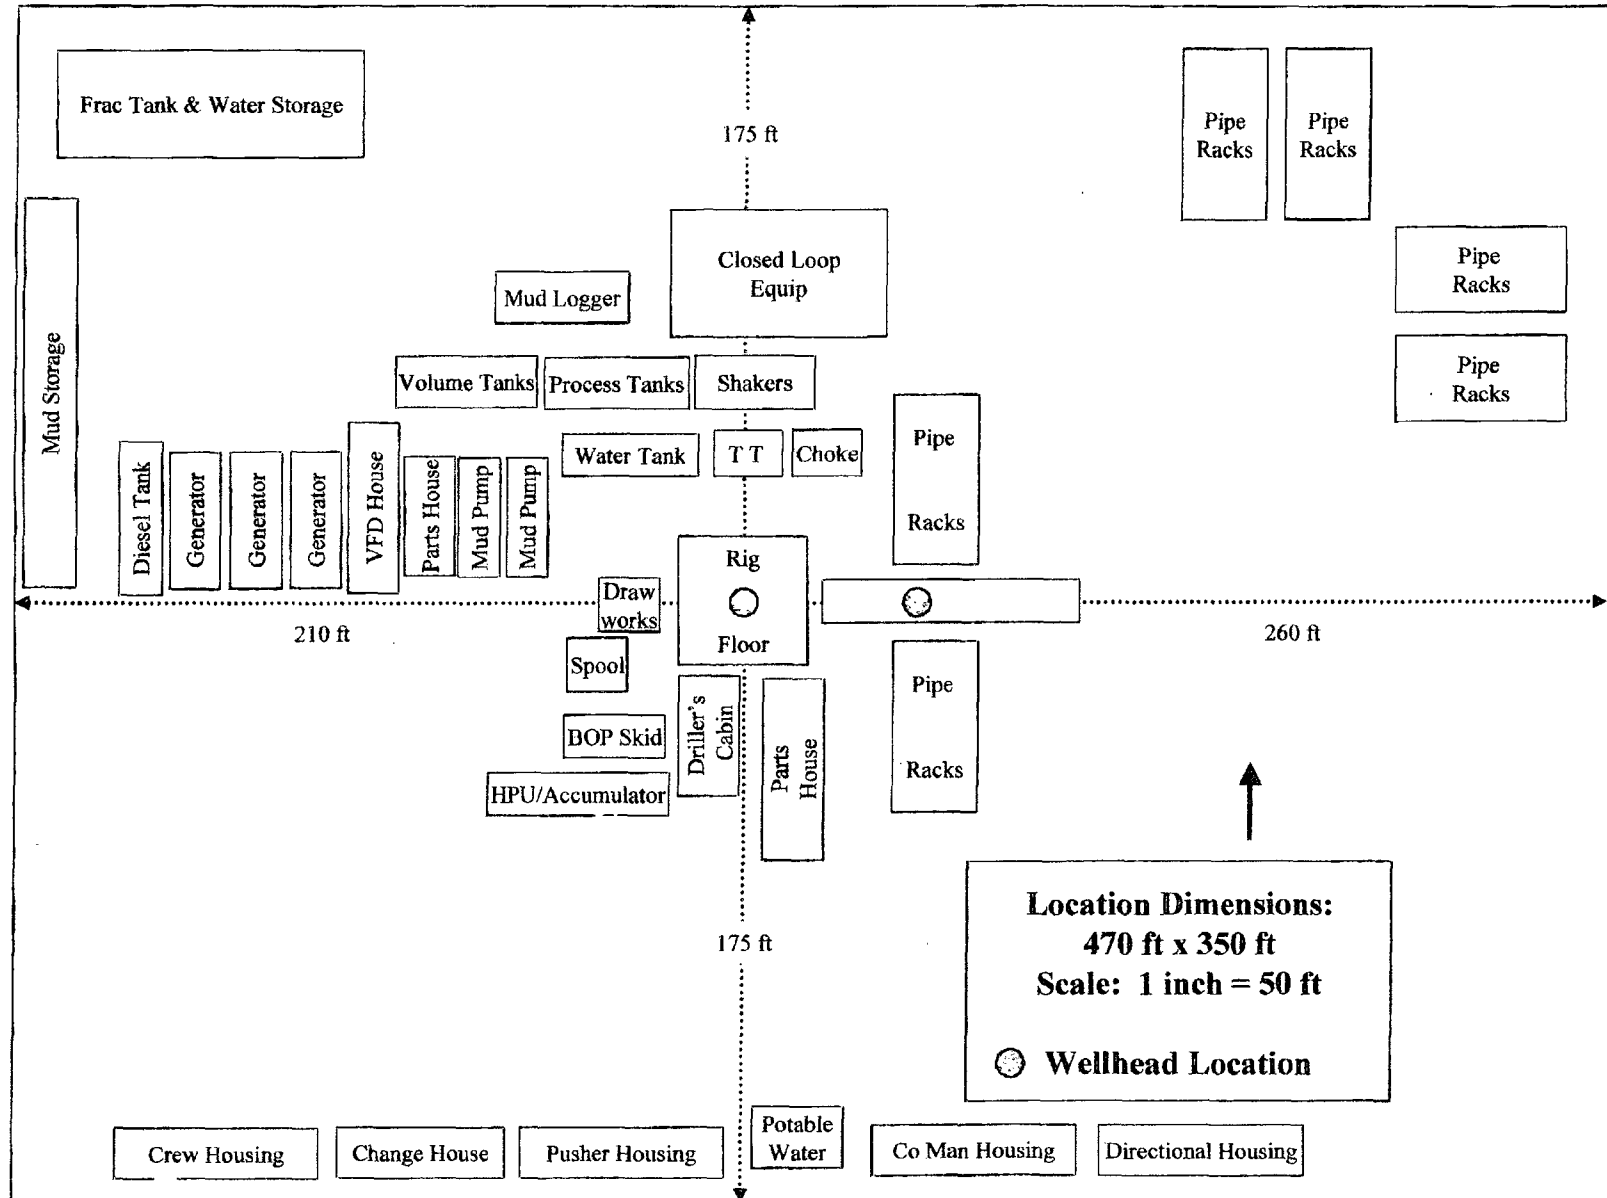 Frac Tank & Water Storage
175 ft
Pipe
Racks
Pipe
Racks
Closed Loop
Equip
Pipe
Racks
Mud Logger
Mud Storage
Volume Tanks
Process Tanks
Shakers
Pipe
Racks
Diesel Tank
Generator
Generator
Generator
VFD House
Parts House
Mud Pump
Mud Pump
Water Tank
T T
Choke
Pipe
Racks
Rig
Floor
Draw
works
210 ft
260 ft
Spool
Driller's
Cabin
Parts
House
Pipe
Racks
BOP Skid
HPU/Accumulator
175 ft
Location Dimensions:
470 ft x 350 ft
Scale: 1 inch = 50 ft
Wellhead Location
Crew Housing
Change House
Pusher Housing
Potable
Water
Co Man Housing
Directional Housing